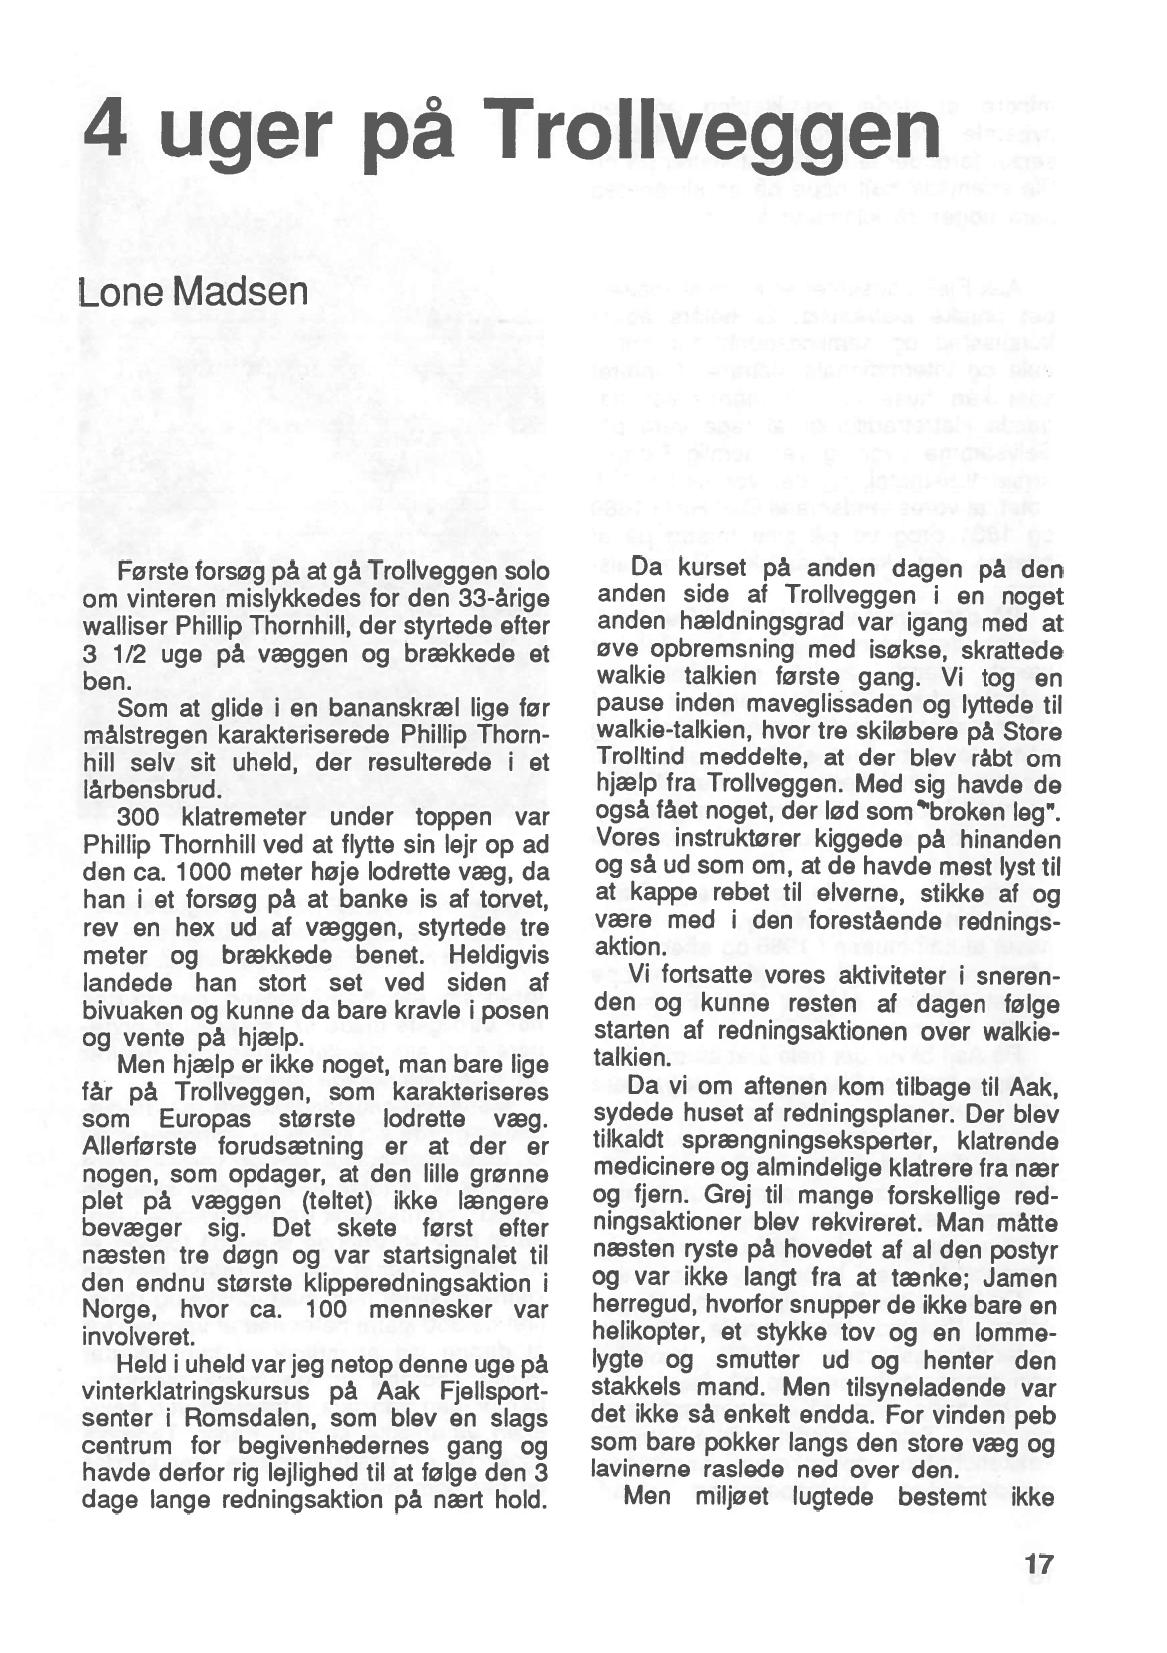 4 uger på Trollveggen
Lone Madsen
Første forsøg på at gå Trollveggen solo
om vinteren mislykkedes for den 33-årige
walliser Phillip Thornhill, der styrtede efter
3 1/2 uge på væggen og brækkede et
ben.
Som at glide i en bananskræl lige før
målstregen karakteriserede Phillip Thorn-
hill selv sit uheld, der resulterede i et
lårbensbrud.
300 klatremeter under toppen var
Phillip Thornhill ved at flytte sin lejr op ad
den ca. 1000 meter høje lodrette væg, da
han i et forsøg på at banke is af torvet,
rev en hex ud af væggen, styrtede tre
meter og brækkede benet. Heldigvis
landede han stort set ved siden af
bivuaken og kunne da bare kravle i posen
og vente på hjælp.
Men hjælp er ikke noget, man bare lige
får på Trollveggen, som karakteriseres
som Europas største lodrette væg.
Allerførste forudsætning er at der er
nogen, som opdager, at den lille grønne
plet på væggen (teltet) ikke længere
bevæger sig. Det skete først efter
næsten tre døgn og var startsignalet til
den endnu største klipperedningsaktion i
Norge, hvor ca. 100 mennesker var
involveret.
Held i uheld var jeg netop denne uge på
vinterklatringskursus på Aak Fjellsport-
senter i Romsdalen, som blev en slags
centrum for begivenhedernes gang og
havde derfor rig lejlighed til at følge den 3
dage lange redningsaktion på nært hold.
Da kurset på anden dagen på den
anden side af Trollveggen i en noget
anden hældningsgrad var igang med at
øve opbremsning med isøkse, skrattede
walkie talkien første gang. Vi tog en
pause inden maveglissaden og lyttede til
walkie-talkien, hvor tre skiløbere på Store
Trolltind meddelte, at der blev råbt om
hjælp fra Trollveggen. Med sig havde de
også fået noget, der lød som "broken leg".
Vores instruktører kiggede på hinanden
og så ud som om, at de havde mest lyst til
at kappe rebet til elverne, stikke af og
være med i den forestående rednings-
aktion.
Vi fortsatte vores aktiviteter i sneren-
den og kunne resten af dagen følge
starten af redningsaktionen over walkie-
talkien.
Da vi om aftenen kom tilbage til Aak,
sydede huset af redningsplaner. Der blev
tilkaldt sprængningseksperter, klatrende
medicinere og almindelige klatrere fra nær
og fjern. Grej til mange forskellige red-
ningsaktioner blev rekvireret. Man måtte
næsten ryste på hovedet af al den postyr
og var ikke langt fra at tænke; Jamen
herregud, hvorfor snupper de ikke bare en
helikopter, et stykke tov og en lomme-
lygte og smutter ud og henter den
stakkels mand. Men tilsyneladende var
det ikke så enkelt endda. For vinden peb
som bare pokker langs den store væg og
lavinerne raslede ned over den.
Men miljøet lugtede bestemt ikke
17